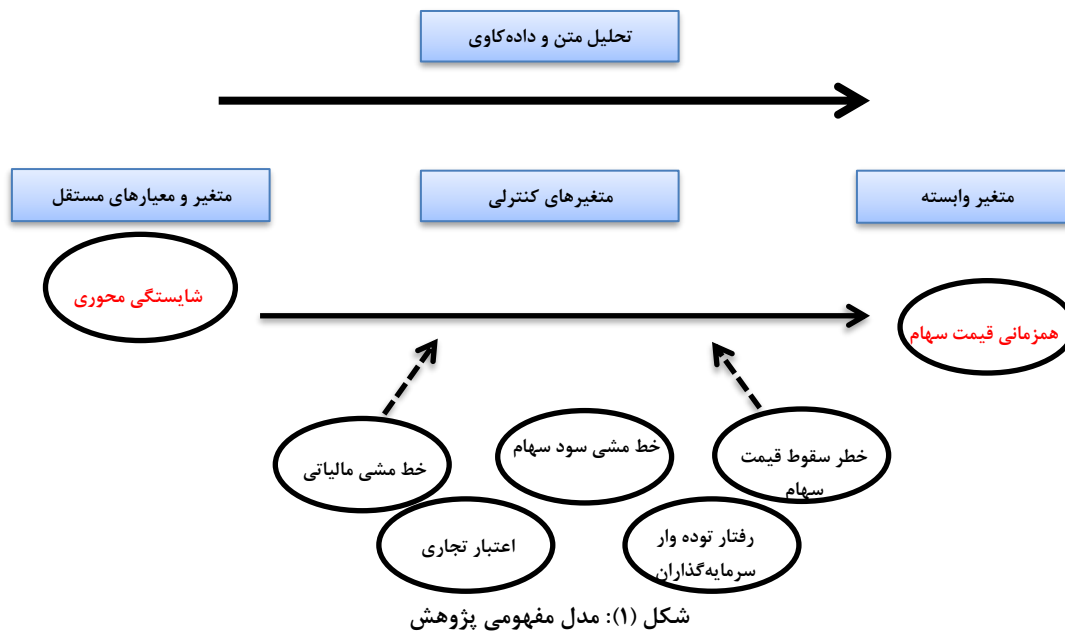 تحلیل متن و داده‌کاوی
متغیر و معیارهای مستقل
متغیرهای کنترلی
متغیر وابسته
شایستگی محوری
همزمانی قیمت سهام
خط مشی مالیاتی
خط مشی سود سهام
خطر سقوط قیمت
سهام
اعتبار تجاری
رفتار توده وار
سرمایه‌گذاران
شکل (۱): مدل مفهومی پژوهش